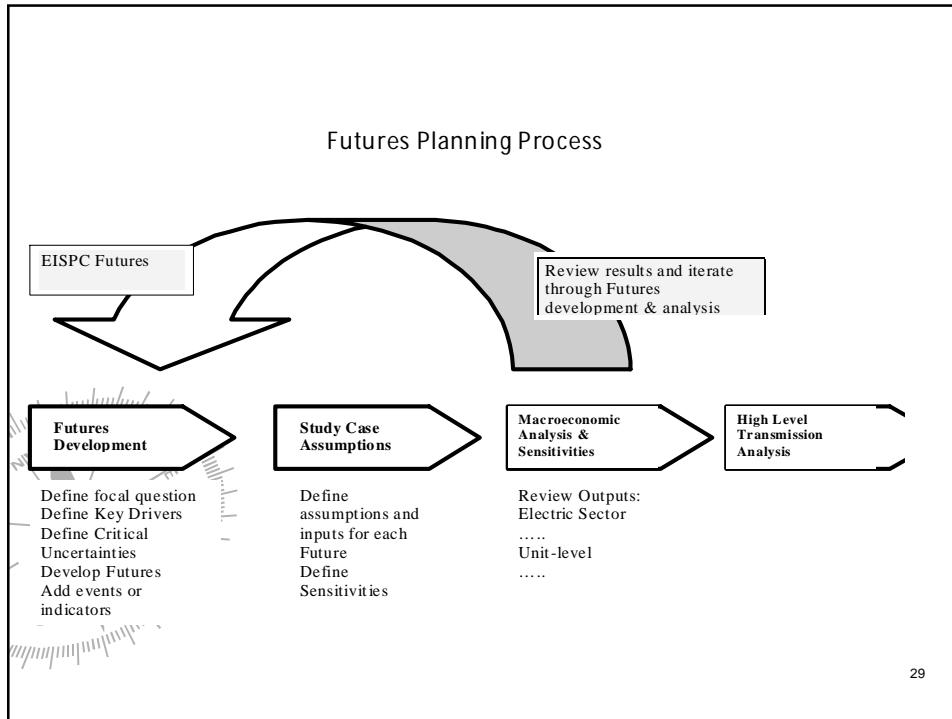 Futures Planning Process
EISPC Futures
Review results and iterate
through Futures
development & analysis
Futures
Development
Study Case
Assumptions
Macroeconomic
Analysis &
Sensitivities
High Level
Transmission
Analysis
Define focal question
Define Key Drivers
Define Critical
Uncertainties
Develop Futures
Add events or
indicators
Define
assumptions and
inputs for each
Future
Define
Sensitivities
Review Outputs:
Electric Sector
…..
Unit-level
…..
29